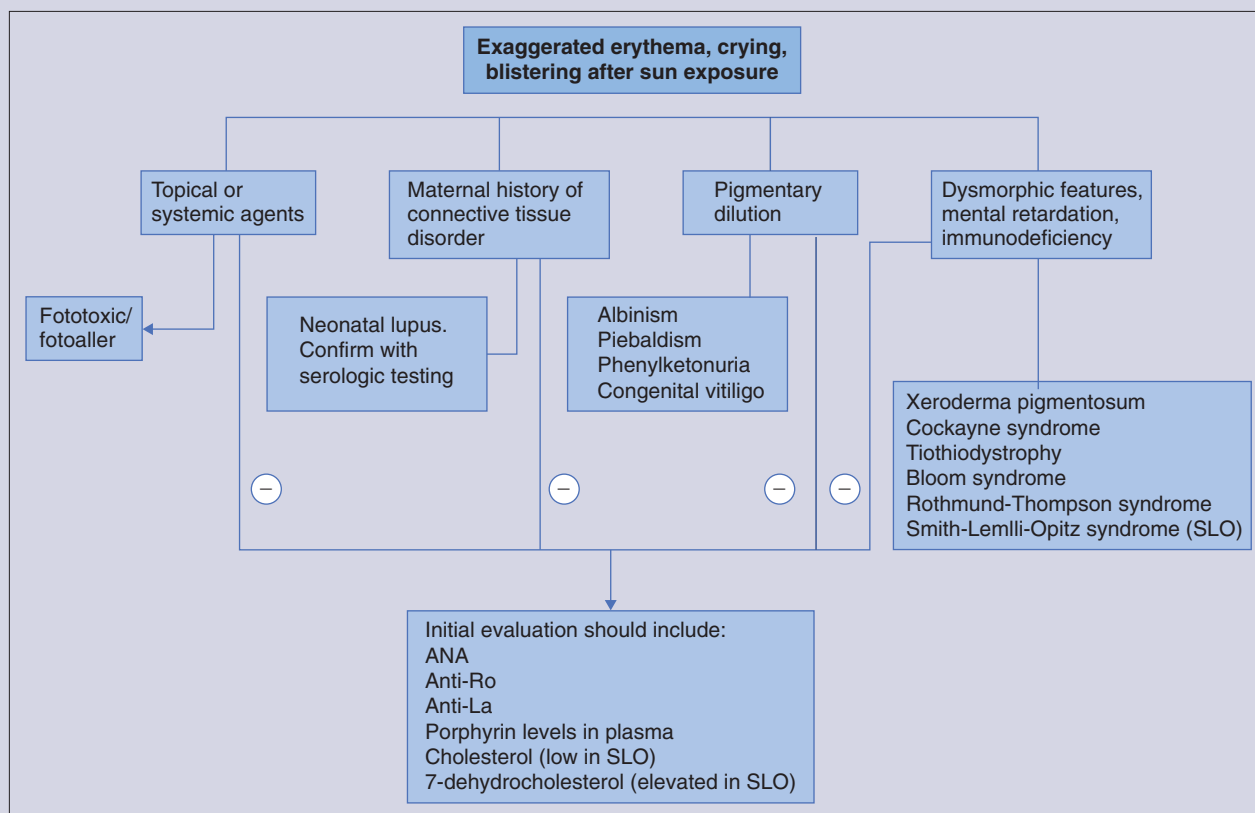 Exaggerated erythema, crying,
blistering after sun exposure
Topical or
systemic agents
Maternal history of
connective tissue
disorder
Pigmentary
dilution
Dysmorphic features,
mental retardation,
immunodeficiency
Fototoxic/
fotoaller
Neonatal lupus.
Confirm with
serologic testing
Albinism
Piebaldism
Phenylketonuria
Congenital vitiligo
Xeroderma pigmentosum
Cockayne syndrome
Tiothiodystrophy
Bloom syndrome
Rothmund-Thompson syndrome
Smith-Lemlli-Opitz syndrome (SLO)
– – – –
Initial evaluation should include:
ANA
Anti-Ro
Anti-La
Porphyrin levels in plasma
Cholesterol (low in SLO)
7-dehydrocholesterol (elevated in SLO)